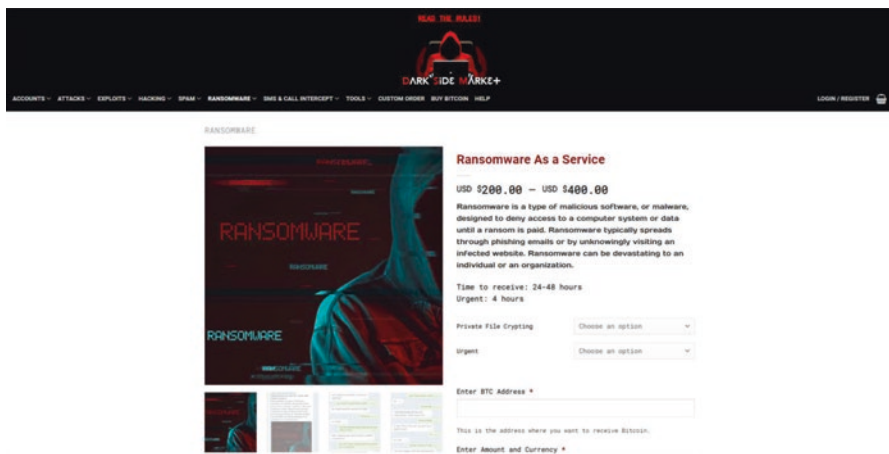 READ THE RULES!
DARK SIDE MARKE+
ACCOUNTS ATTACKS EXPLOITS HACKING SPAM RANSOMWARE SMS & CALL INTERCEPT TOOLS CUSTOM ORDER BUY BITCOIN HELP LOGIN / REGISTER
RANSOMWARE
RANSOMWARE
RANSOMWARE
RANSOMWARE
Ransomware As a Service
USD $200.00 — USD $400.00
Ransomware is a type of malicious software, or malware,
designed to deny access to a computer system or data
until a ransom is paid. Ransomware typically spreads
through phishing emails or by unknowingly visiting an
infected website. Ransomware can be devastating to an
individual or an organization.
Time to receive: 24-48 hours
Urgent: 4 hours
Private File Crypting Choose an option
Urgent Choose an option
Enter BTC Address *
This is the address where you want to receive Bitcoin.
Enter Amount and Currency *